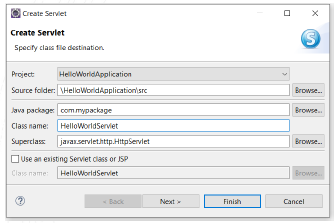 Create Servlet
Create Servlet
Specify class file destination.
S
Project: HelloWorldApplication
Source folder: \HelloWorldApplication\src Browse...
Java package: com.mypackage Browse...
Class name: HelloWorldServlet
Superclass: javax.servlet.http.HttpServlet Browse...
Use an existing Servlet class or JSP
Class name: HelloWorldServlet Browse...
? < Back Next > Finish Cancel